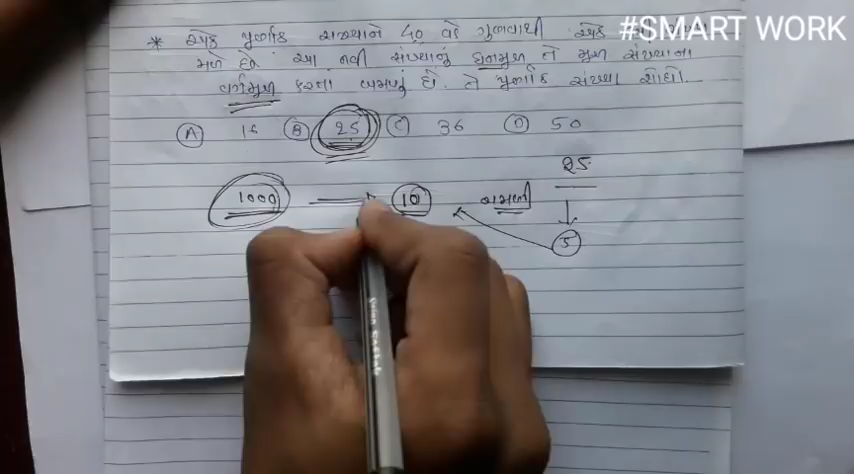 #SMART WORK
* એક પૂર્ણાંક સંખ્યાને 40 વડે ગુણવાથી એક
મળે છે. આ નવી સંખ્યાનું ઘનમૂળ તે મૂળ સંખ્યાના
વર્ગમૂળ કરતા બમણું છે. તે પૂર્ણાંક સંખ્યા શોધો.
(A) 16 (B) 25 (C) 36 (D) 50
25
1000 10 બમણી
5